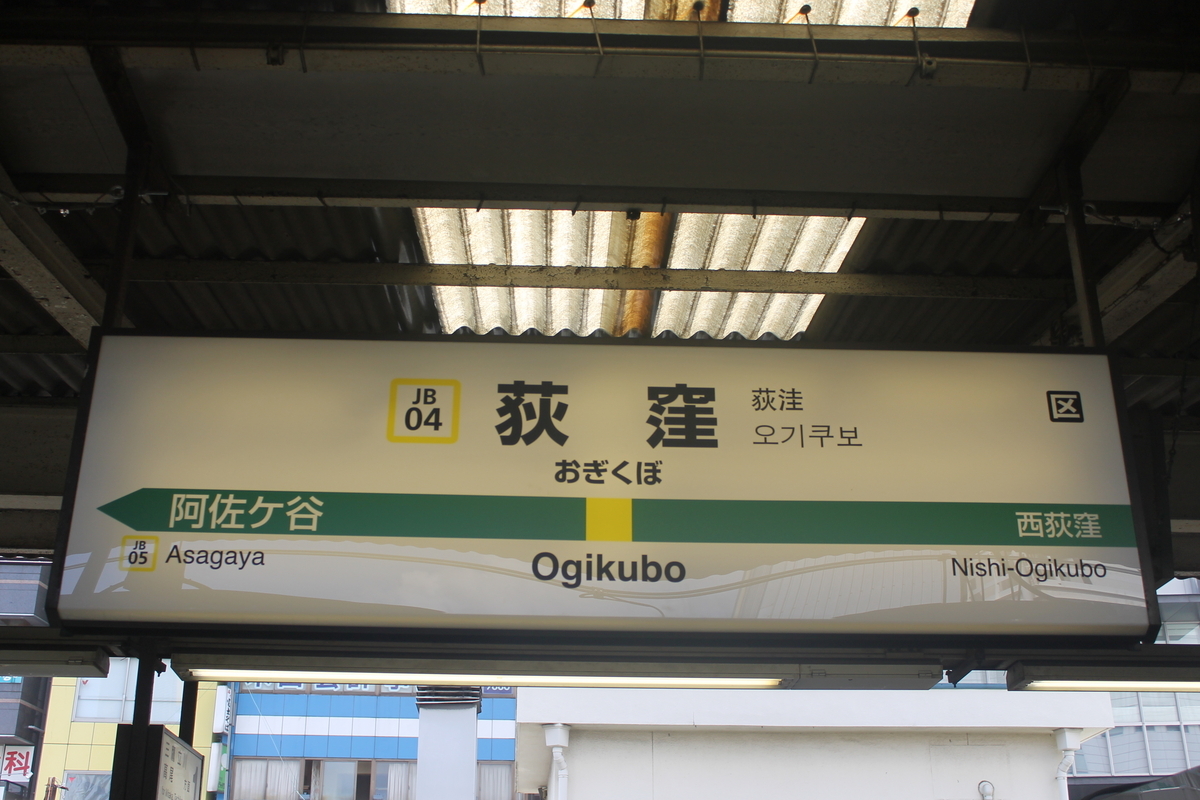 JB
04
荻窪
荻洼
오기쿠보
区
おぎくぼ
阿佐ケ谷
西荻窪
JB
05
Asagaya
Ogikubo
Nishi-Ogikubo
科